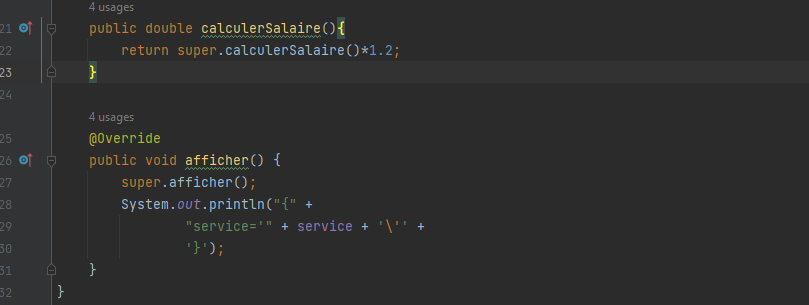 4 usages
21 public double calculerSalaire(){
22 return super.calculerSalaire()*1.2;
23 }
24
4 usages
25 @Override
26 public void afficher() {
27 super.afficher();
28 System.out.println("{" +
29 "service='" + service + '\'' +
30 '}');
31 }
32 }